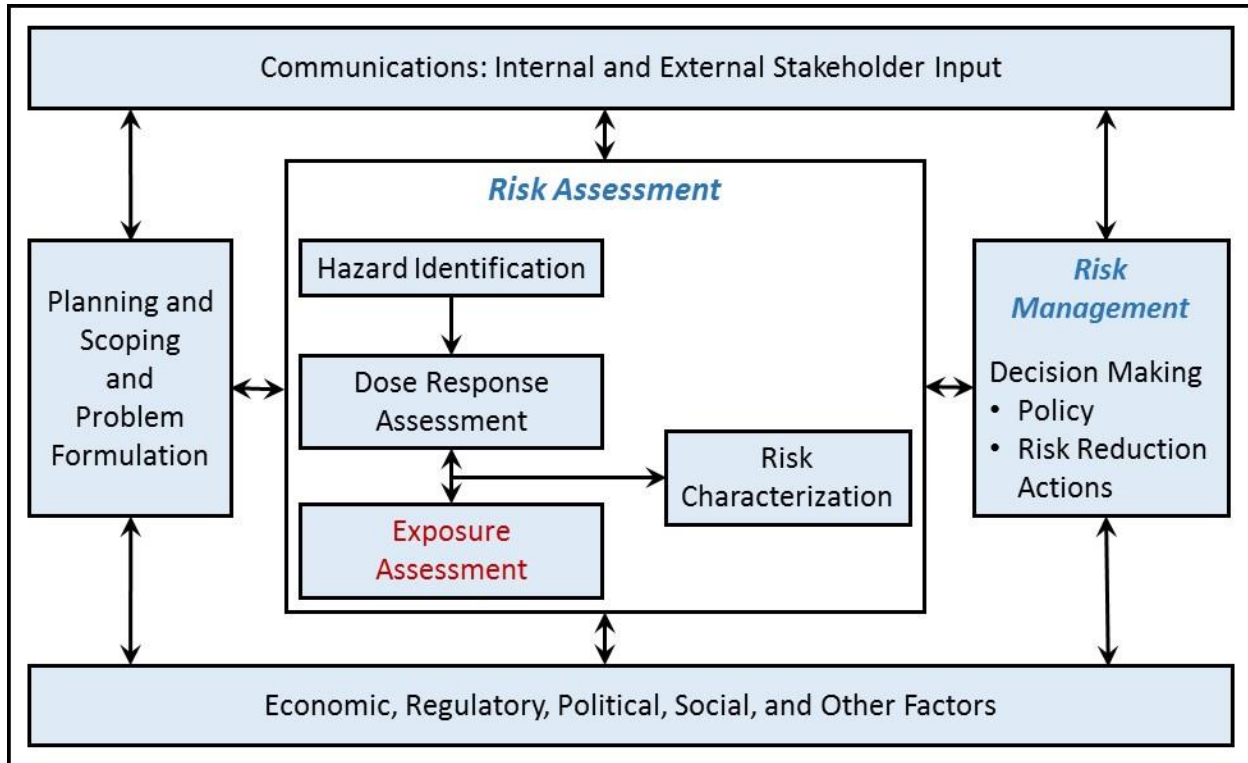 Communications: Internal and External Stakeholder Input
Risk Assessment
Hazard Identification
Dose Response
Assessment
Exposure
Assessment
Risk
Characterization
Planning and
Scoping
and
Problem
Formulation
Risk
Management
Decision Making
• Policy
• Risk Reduction
Actions
Economic, Regulatory, Political, Social, and Other Factors